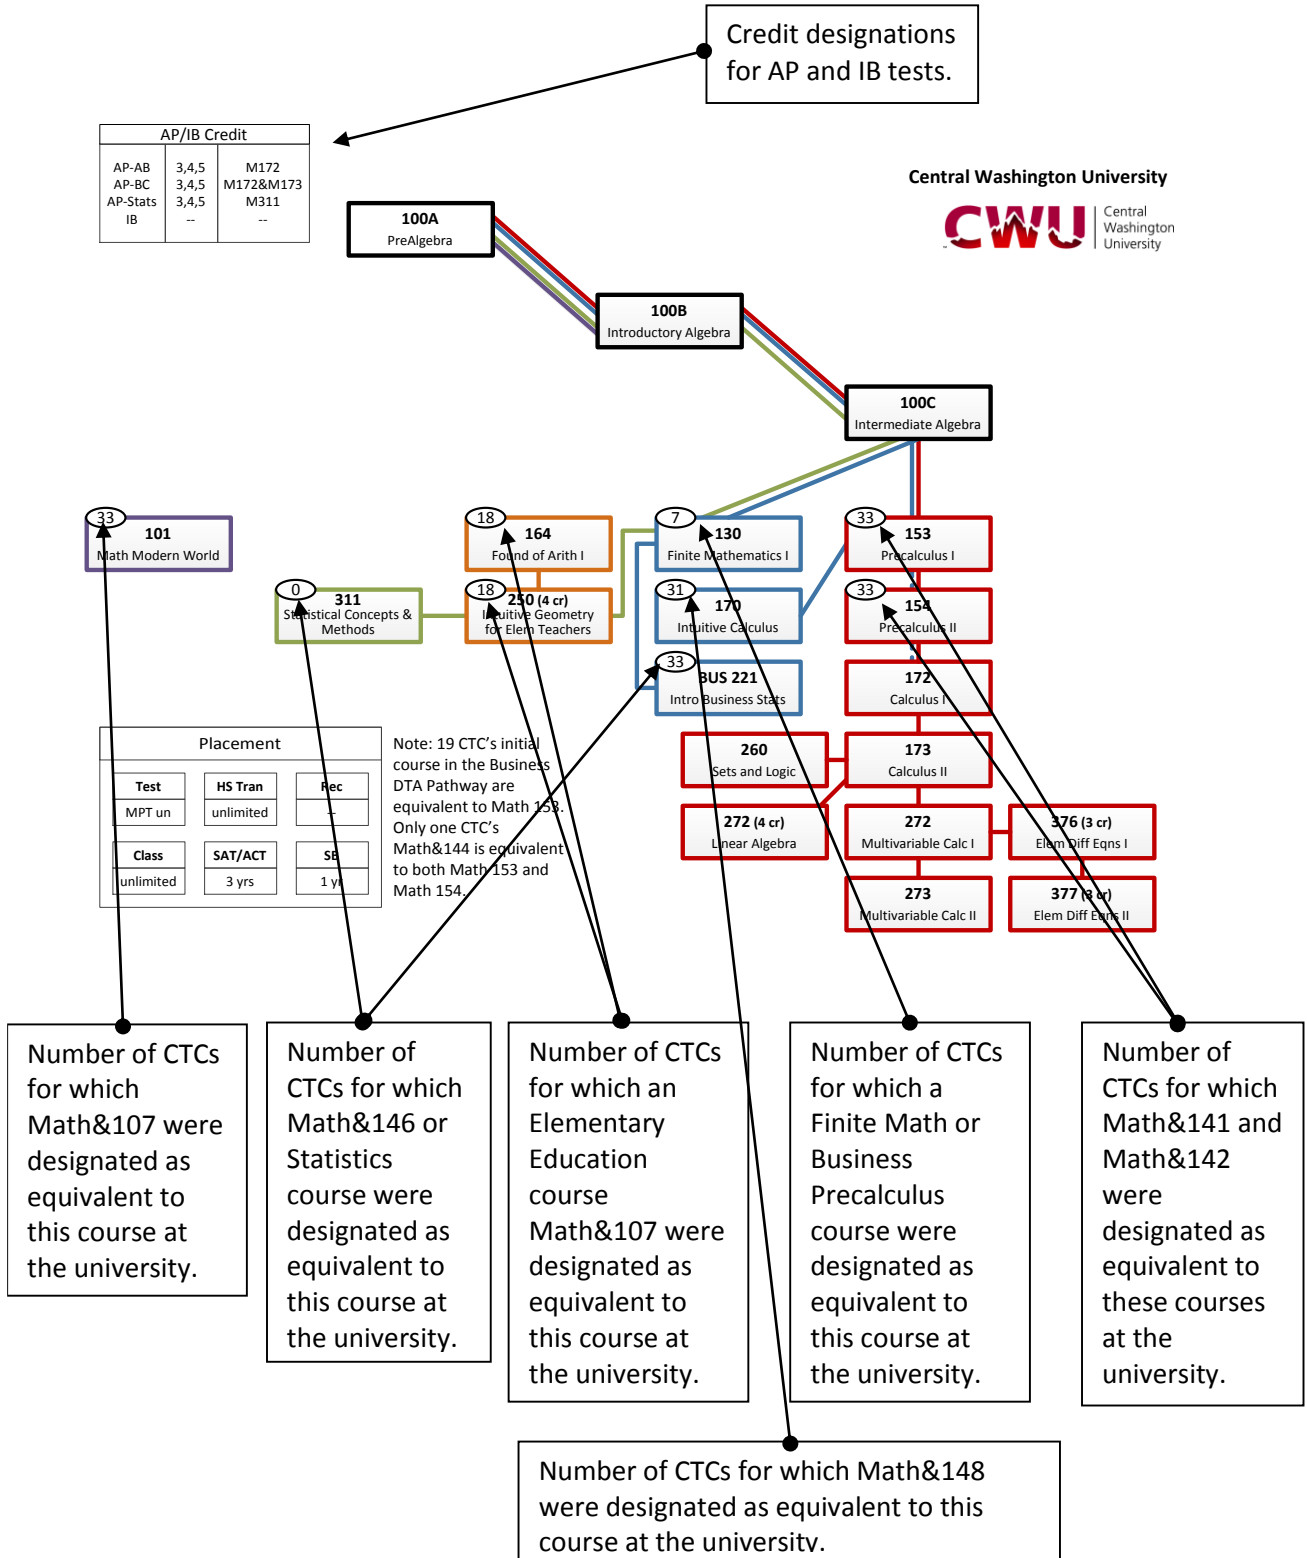 Credit designations
for AP and IB tests.
AP/IB Credit
AP-AB 3,4,5 M172
AP-BC 3,4,5 M172&M173
AP-Stats 3,4,5 M311
IB -- --
Central Washington University
CWU
Central
Washington
University
100A
PreAlgebra
100B
Introductory Algebra
100C
Intermediate Algebra
33
101
Math Modern World
18
164
Found of Arith I
7
130
Finite Mathematics I
33
153
Precalculus I
0
311
Statistical Concepts &
Methods
18
250 (4 cr)
Intuitive Geometry
for Elem Teachers
31
170
Intuitive Calculus
33
154
Precalculus II
33
BUS 221
Intro Business Stats
172
Calculus I
260
Sets and Logic
173
Calculus II
272 (4 cr)
Linear Algebra
272
Multivariable Calc I
376 (3 cr)
Elem Diff Eqns I
273
Multivariable Calc II
377 (3 cr)
Elem Diff Eqns II
Placement
Test HS Tran Rec
MPT un unlimited --
Class SAT/ACT SB
unlimited 3 yrs 1 yr
Note: 19 CTC's initial
course in the Business
DTA Pathway are
equivalent to Math 153.
Only one CTC's
Math&144 is equivalent
to both Math 153 and
Math 154.
Number of CTCs
for which
Math&107 were
designated as
equivalent to
this course at
the university.
Number of
CTCs for which
Math&146 or
Statistics
course were
designated as
equivalent to
this course at
the university.
Number of CTCs
for which an
Elementary
Education
course
Math&107 were
designated as
equivalent to
this course at
the university.
Number of CTCs
for which a
Finite Math or
Business
Precalculus
course were
designated as
equivalent to
this course at
the university.
Number of
CTCs for which
Math&141 and
Math&142
were
designated as
equivalent to
these courses
at the
university.
Number of CTCs for which Math&148
were designated as equivalent to this
course at the university.